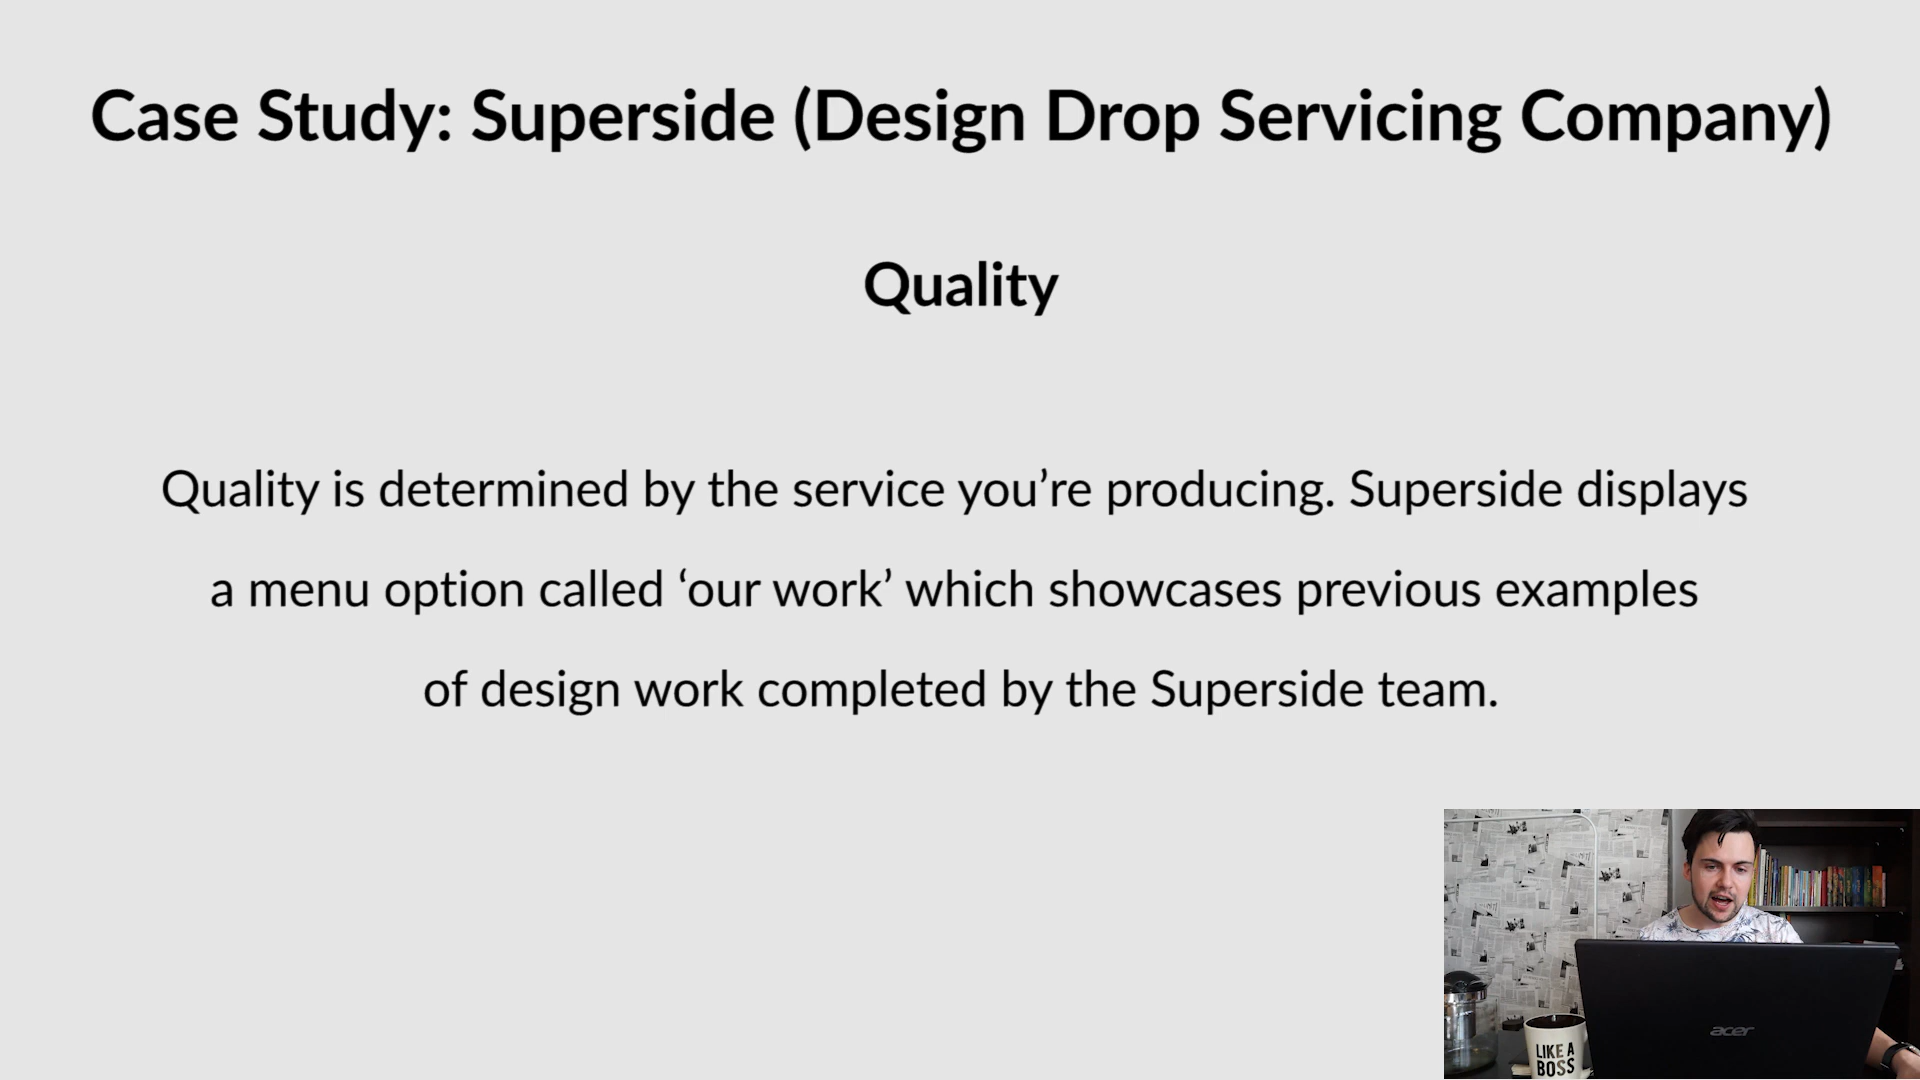 Case Study: Superside (Design Drop Servicing Company)
Quality
Quality is determined by the service you’re producing. Superside displays
a menu option called ‘our work’ which showcases previous examples
of design work completed by the Superside team.
acer
LIKE A
BOSS